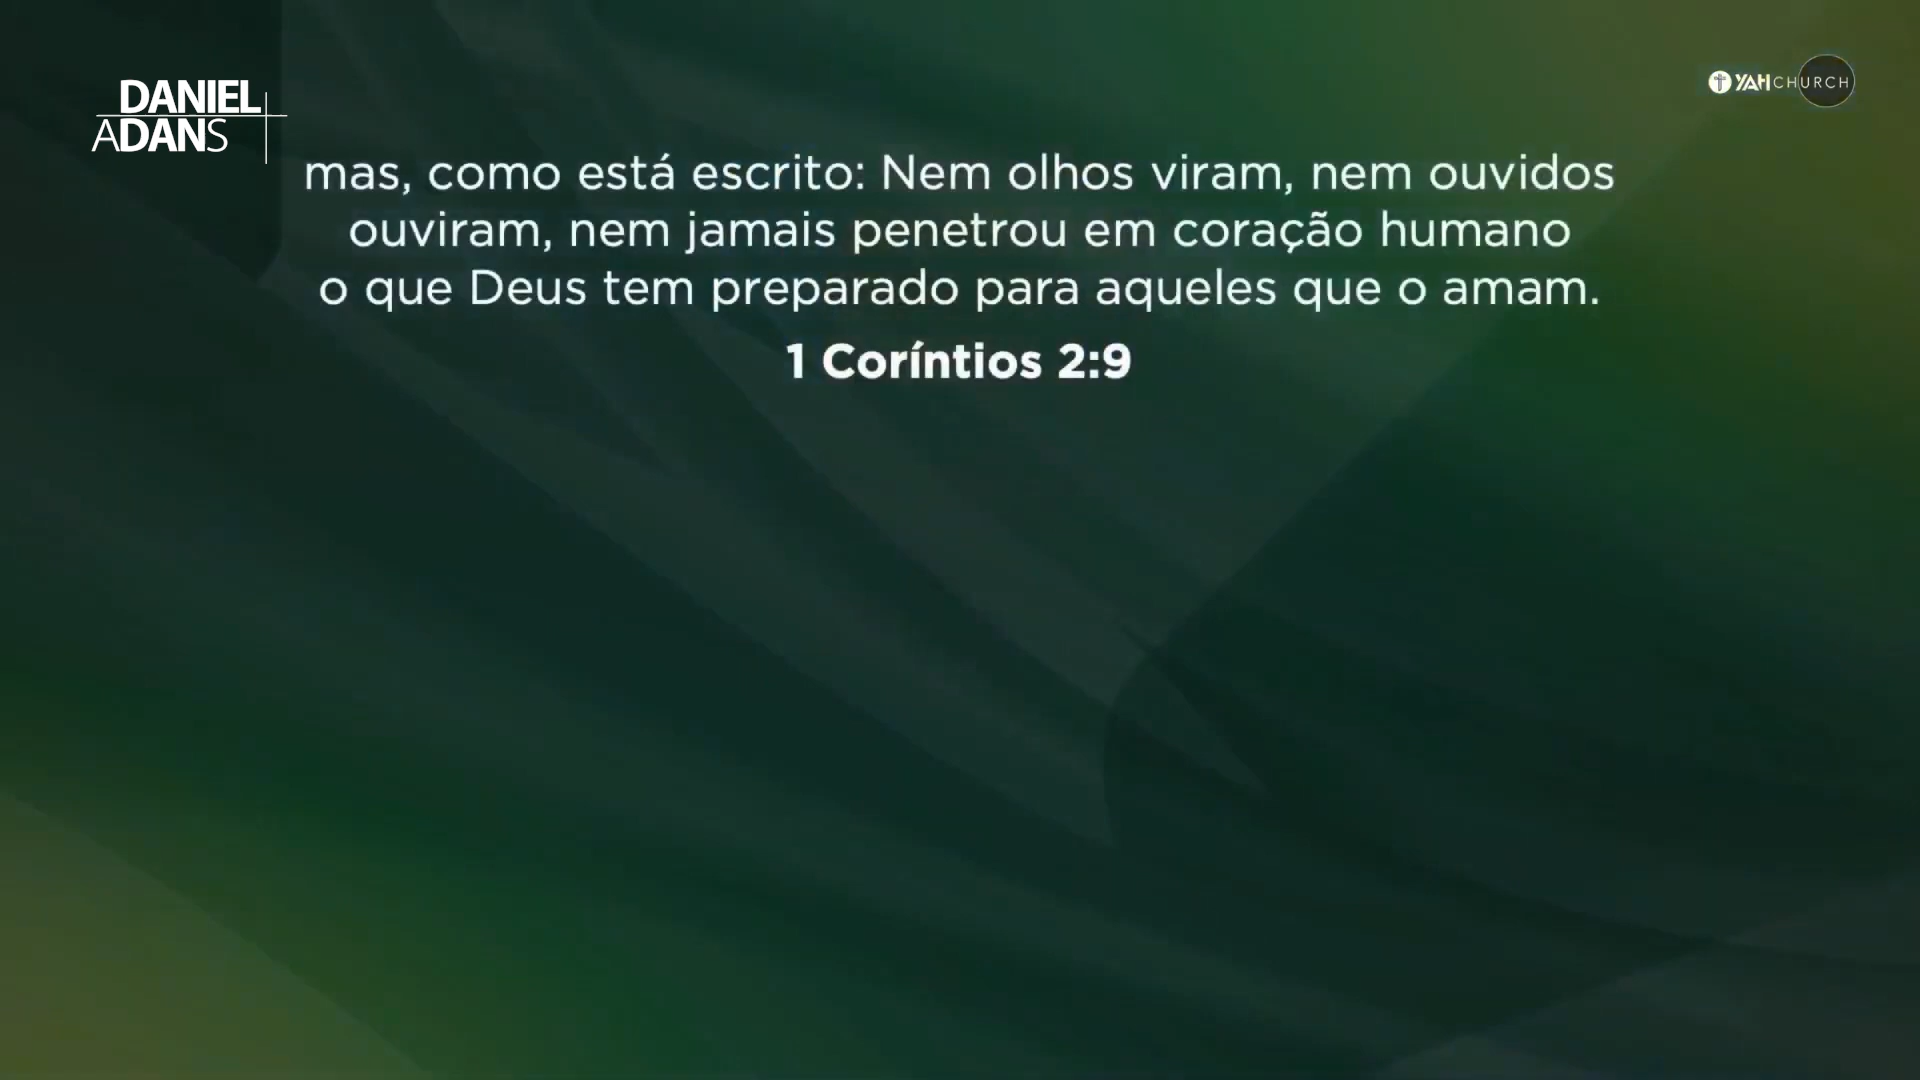 DANIEL
ADANS
YAH CHURCH
mas, como está escrito: Nem olhos viram, nem ouvidos
ouviram, nem jamais penetrou em coração humano
o que Deus tem preparado para aqueles que o amam.
1 Coríntios 2:9